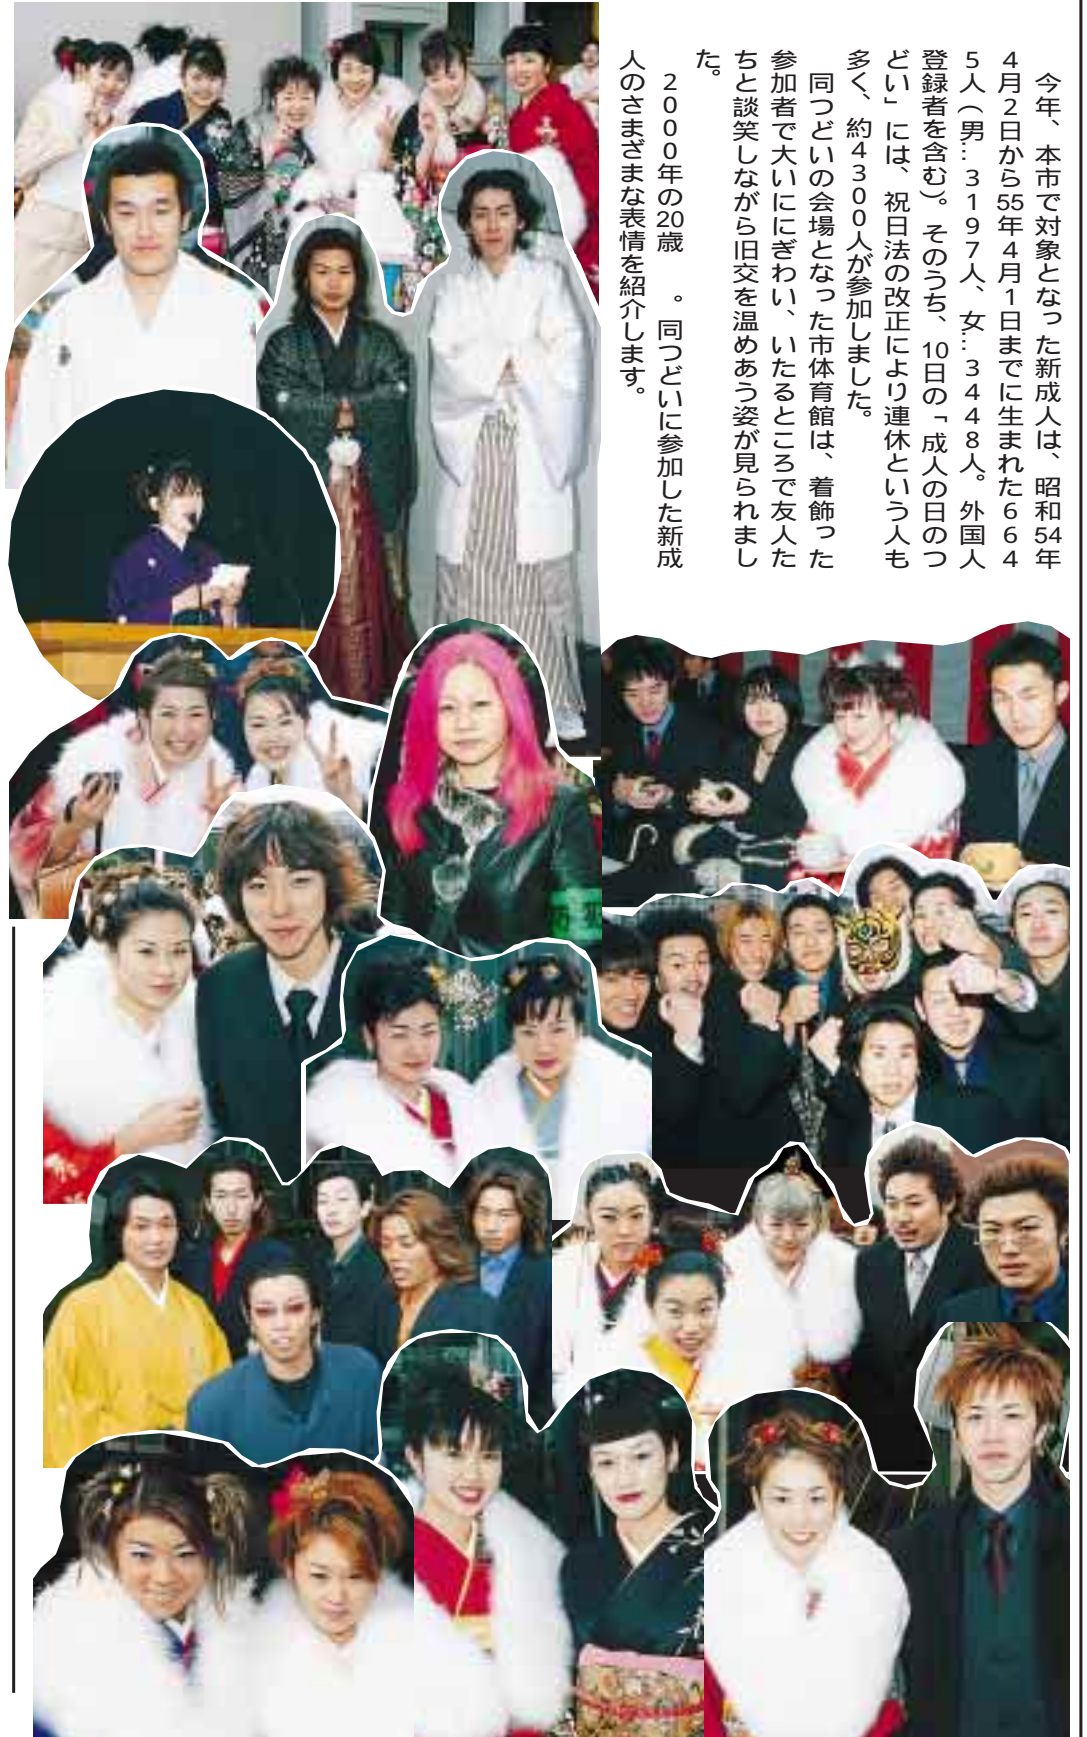 今年、本市で対象となった新成人は、昭和54年
4月2日から55年4月1日までに生まれた664
5人（男…3197人、女…3448人。外国人
登録者を含む）。そのうち、10日の「成人の日のつ
どい」には、祝日法の改正により連休という人も
多く、約4300人が参加しました。
同つどいの会場となった市体育館は、着飾った
参加者で大いににぎわい、いたるところで友人た
ちと談笑しながら旧交を温めあう姿が見られまし
た。
2000年の20歳　。同つどいに参加した新成
人のさまざまな表情を紹介します。